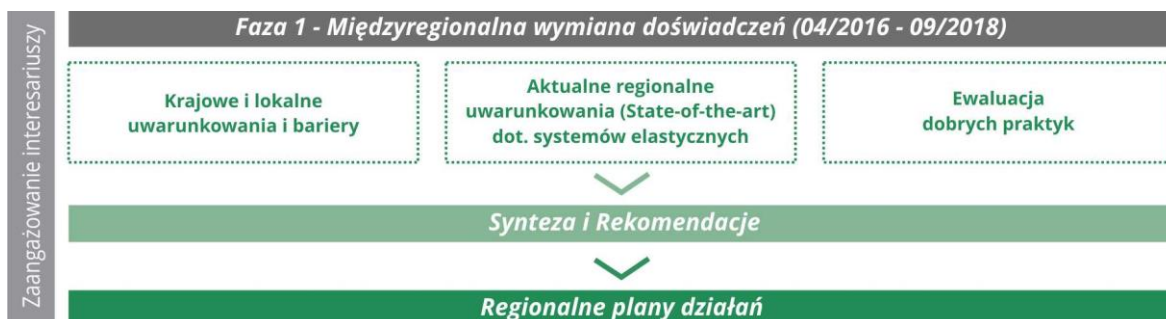 Zaangażowanie interesariuszy
Faza 1 - Międzyregionalna wymiana doświadczeń (04/2016 - 09/2018)
Krajowe i lokalne
uwarunkowania i bariery
Aktualne regionalne
uwarunkowania (State-of-the-art)
dot. systemów elastycznych
Ewaluacja
dobrych praktyk
Synteza i Rekomendacje
Regionalne plany działań